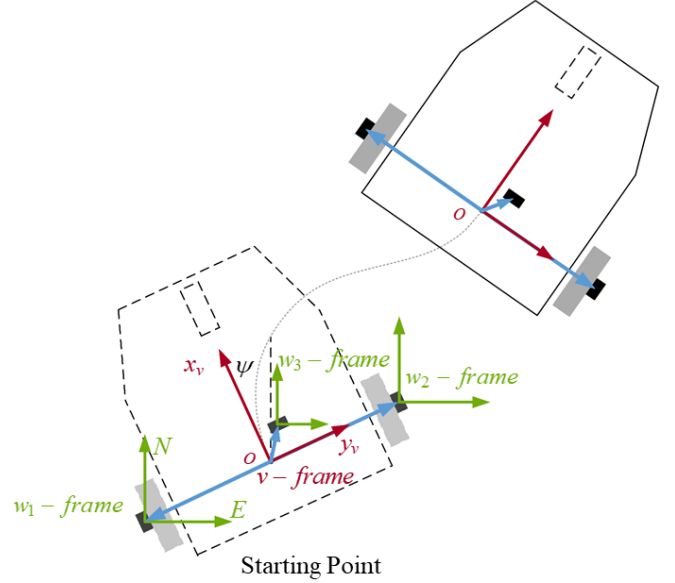 o
x_v
ψ
w_3 − frame
w_2 − frame
o
y_v
v − frame
N
w_1 − frame
E
Starting Point